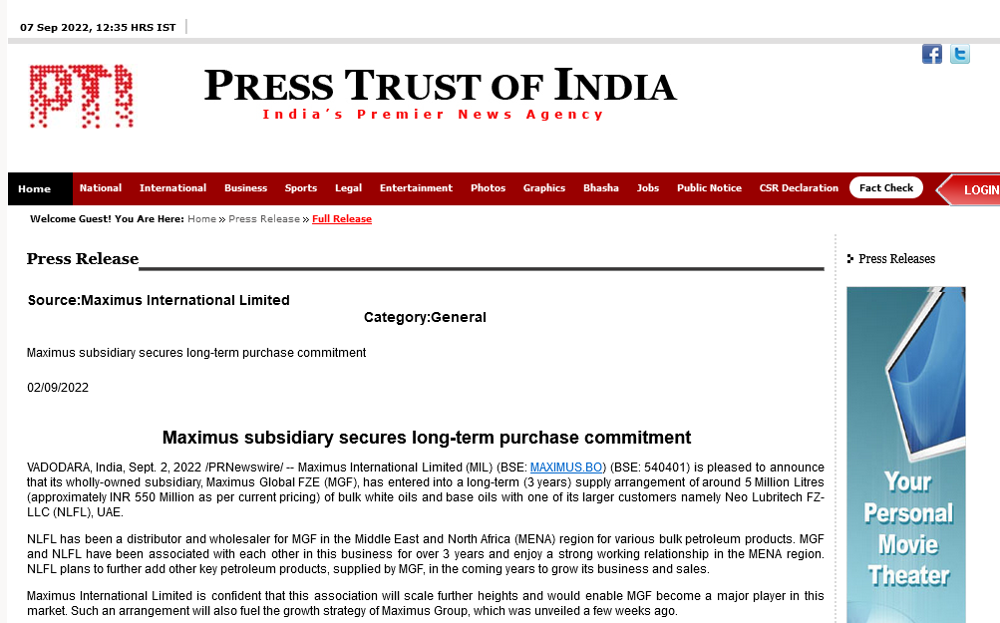 07 Sep 2022, 12:35 HRS IST
PTI
PRESS TRUST OF INDIA
India's Premier News Agency
Home National International Business Sports Legal Entertainment Photos Graphics Bhasha Jobs Public Notice CSR Declaration Fact Check LOGIN
Welcome Guest! You Are Here: Home » Press Release » Full Release
Press Release
Source:Maximus International Limited
Category:General
Maximus subsidiary secures long-term purchase commitment
02/09/2022
Maximus subsidiary secures long-term purchase commitment
VADODARA, India, Sept. 2, 2022 /PRNewswire/ -- Maximus International Limited (MIL) (BSE: MAXIMUS.BO) (BSE: 540401) is pleased to announce
that its wholly-owned subsidiary, Maximus Global FZE (MGF), has entered into a long-term (3 years) supply arrangement of around 5 Million Litres
(approximately INR 550 Million as per current pricing) of bulk white oils and base oils with one of its larger customers namely Neo Lubritech FZ-
LLC (NLFL), UAE.
NLFL has been a distributor and wholesaler for MGF in the Middle East and North Africa (MENA) region for various bulk petroleum products. MGF
and NLFL have been associated with each other in this business for over 3 years and enjoy a strong working relationship in the MENA region.
NLFL plans to further add other key petroleum products, supplied by MGF, in the coming years to grow its business and sales.
Maximus International Limited is confident that this association will scale further heights and would enable MGF become a major player in this
market. Such an arrangement will also fuel the growth strategy of Maximus Group, which was unveiled a few weeks ago.
Press Releases
Your
Personal
Movie
Theater